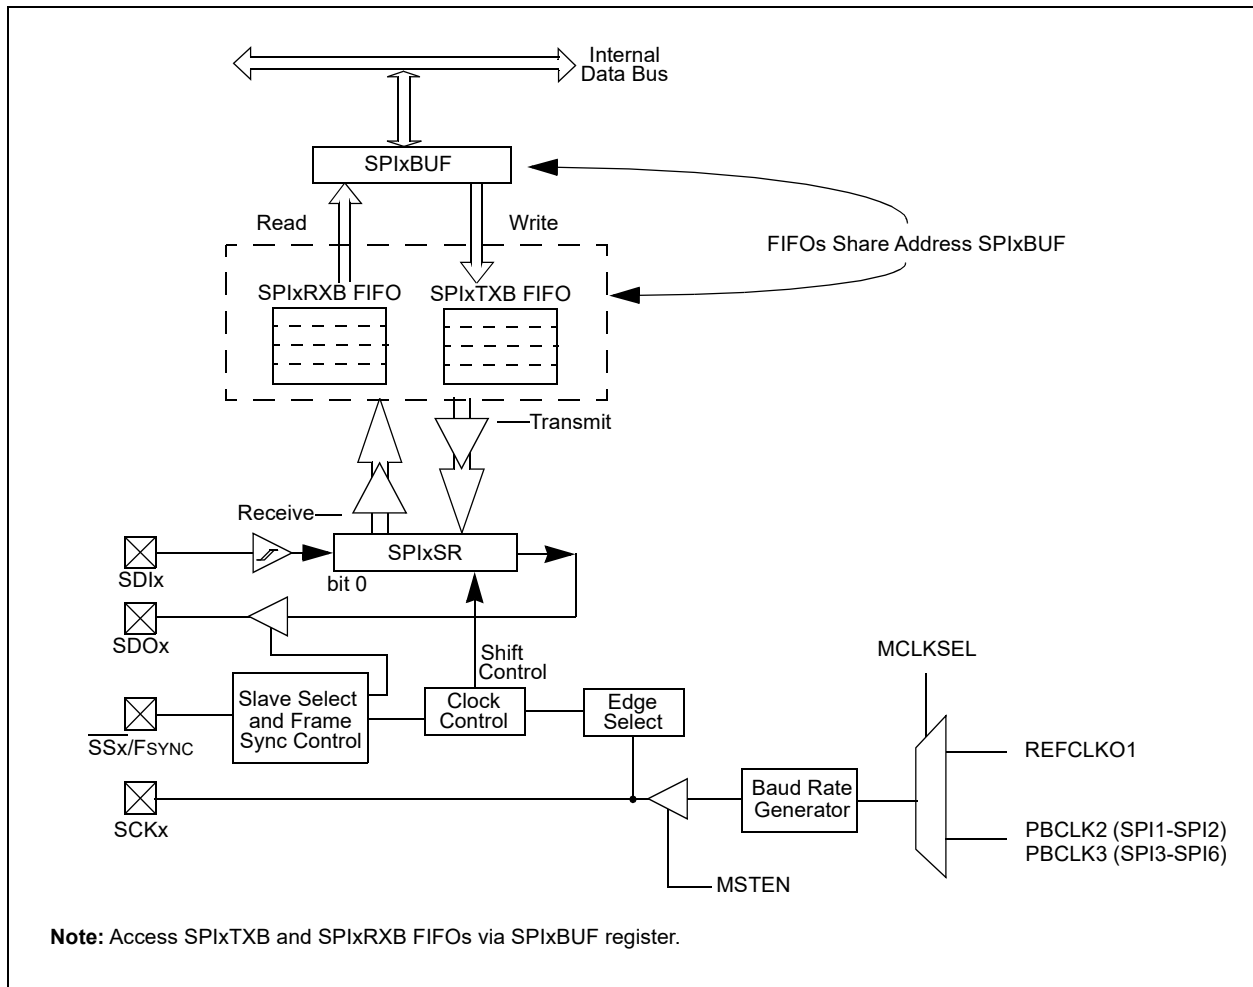 Internal
Data Bus
SPIxBUF
Read
Write
FIFOs Share Address SPIxBUF
SPIxRXB FIFO
SPIxTXB FIFO
Transmit
Receive
SPIxSR
SDIx
bit 0
SDOx
Shift
Control
MCLKSEL
Slave Select
and Frame
Sync Control
Clock
Control
Edge
Select
SSx/FSYNC
REFCLKO1
Baud Rate
Generator
SCKx
PBCLK2 (SPI1-SPI2)
PBCLK3 (SPI3-SPI6)
MSTEN
Note: Access SPIxTXB and SPIxRXB FIFOs via SPIxBUF register.